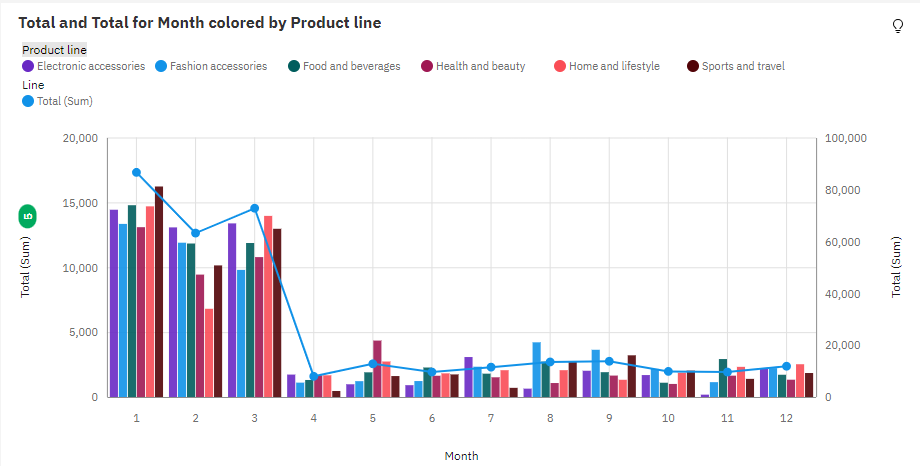 Total and Total for Month colored by Product line
Product line
Electronic accessories Fashion accessories Food and beverages Health and beauty Home and lifestyle Sports and travel
Line
Total (Sum)
20,000
15,000
10,000
5,000
0
Total (Sum)
5
100,000
80,000
60,000
40,000
20,000
0
Total (Sum)
1 2 3 4 5 6 7 8 9 10 11 12
Month